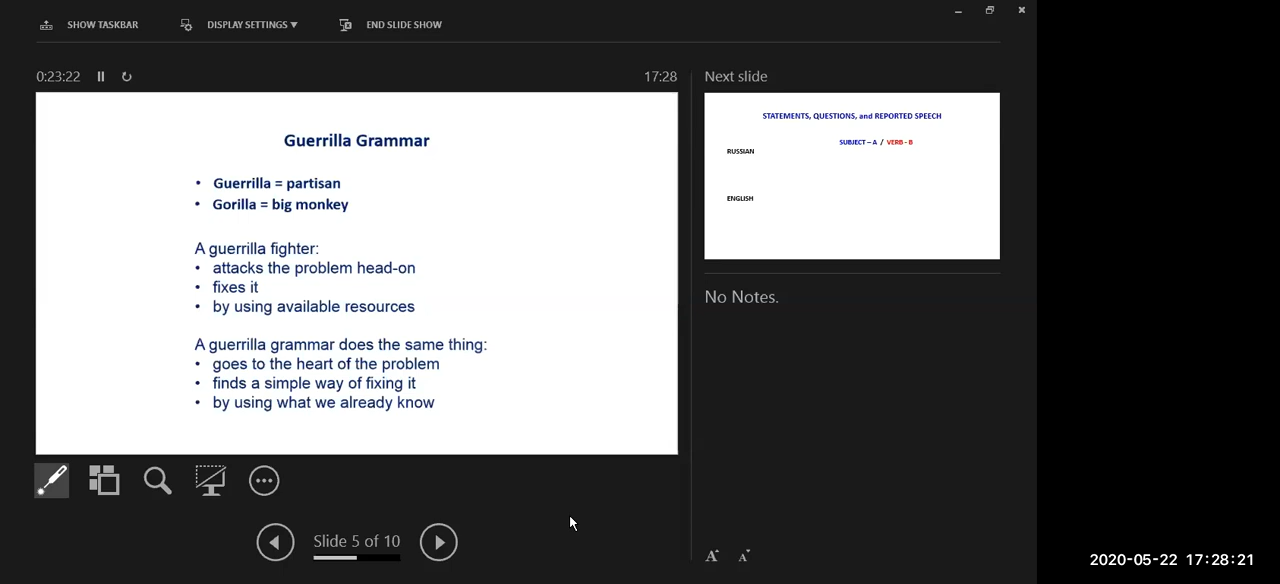 SHOW TASKBAR
DISPLAY SETTINGS ▼
END SLIDE SHOW
0:23:22
17:28
Next slide
Guerrilla Grammar
• Guerrilla = partisan
• Gorilla = big monkey
A guerrilla fighter:
• attacks the problem head-on
• fixes it
• by using available resources
A guerrilla grammar does the same thing:
• goes to the heart of the problem
• finds a simple way of fixing it
• by using what we already know
STATEMENTS, QUESTIONS, and REPORTED SPEECH
SUBJECT – A / VERB - B
RUSSIAN
ENGLISH
No Notes.
Slide 5 of 10
A A
2020-05-22 17:28:21